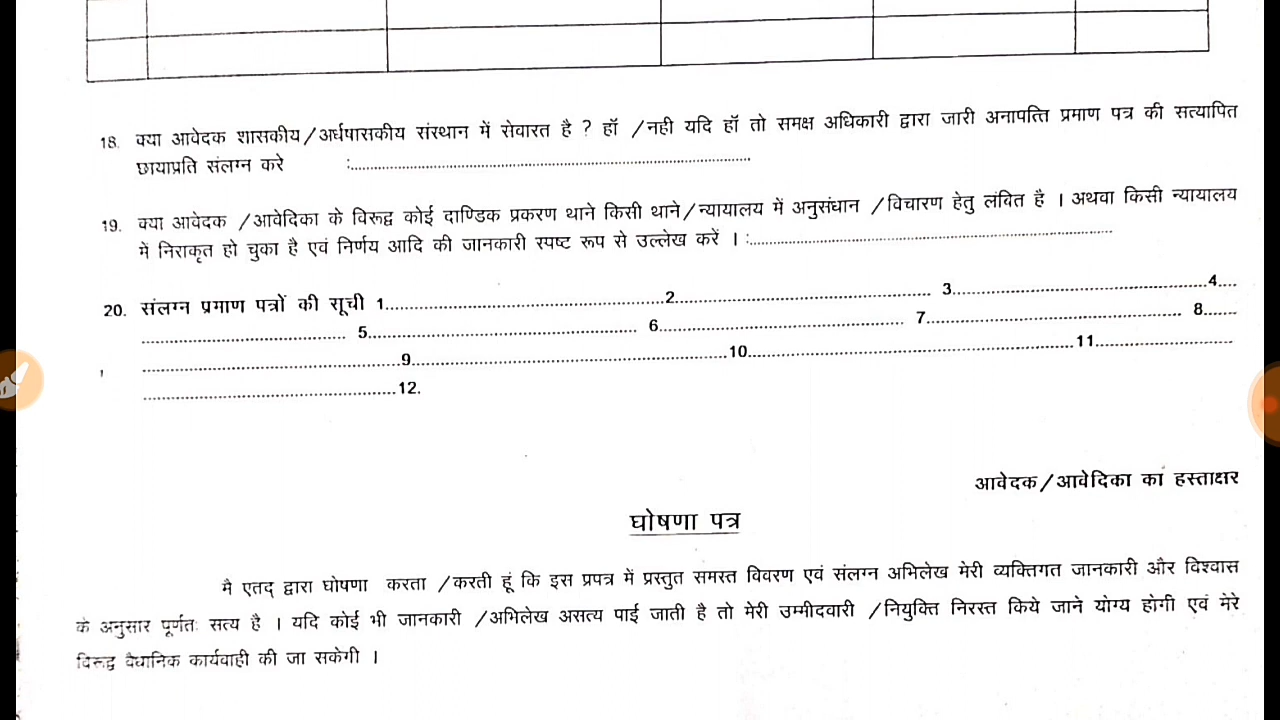 18. क्या आवेदक शासकीय/अर्धषासकीय संस्थान में सेवारत है ? हॉ /नही यदि हॉ तो समक्ष अधिकारी द्वारा जारी अनापत्ति प्रमाण पत्र की सत्यापित
छायाप्रति संलग्न करे :..........................................................
19. क्या आवेदक /आवेदिका के विरूद्व कोई दाण्डिक प्रकरण थाने किसी थाने/न्यायालय में अनुसंधान /विचारण हेतु लंबित है । अथवा किसी न्यायालय
में निराकृत हो चुका है एवं निर्णय आदि की जानकारी स्पष्ट रूप से उल्लेख करें । :..........................................................
20. संलग्न प्रमाण पत्रों की सूची 1..............................2.............................. 3..............................4....
.............................. 5.............................. 6.............................. 7.............................. 8.......
..............................9..............................10..............................11..............................
..............................12.
आवेदक/आवेदिका का हस्ताक्षर
घोषणा पत्र
मै एतद् द्वारा घोषणा करता /करती हूं कि इस प्रपत्र में प्रस्तुत समस्त विवरण एवं संलग्न अभिलेख मेरी व्यक्तिगत जानकारी और विश्वास
के अनुसार पूर्णतः सत्य है । यदि कोई भी जानकारी /अभिलेख असत्य पाई जाती है तो मेरी उम्मीदवारी /नियुक्ति निरस्त किये जाने योग्य होगी एवं मेरे
विरूद्व वैधानिक कार्यवाही की जा सकेगी ।